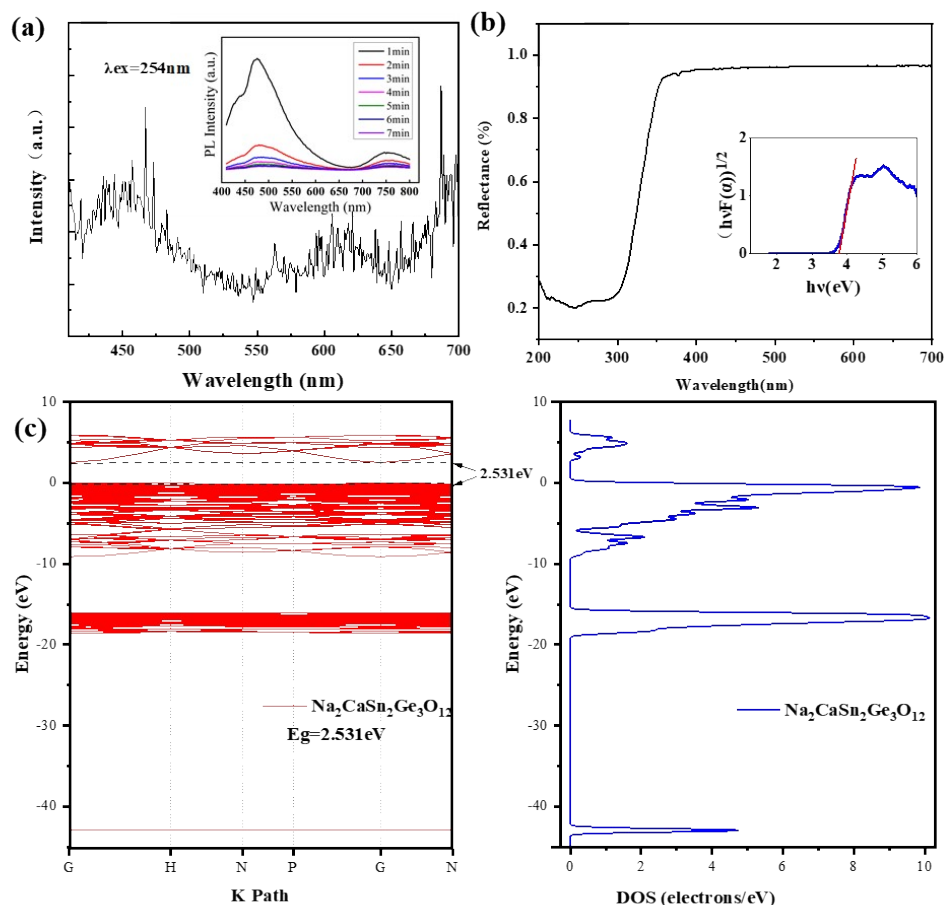 (a)
λex=254nm
Intensity (a.u.)
450 500 550 600 650 700
Wavelength (nm)
PL Intensity (a.u.)
1min
2min
3min
4min
5min
6min
7min
400 450 500 550 600 650 700 750 800
Wavelength (nm)
(b)
Reflectance (%)
1.0
0.8
0.6
0.4
0.2
200 300 400 500 600 700
Wavelength(nm)
(hνF(α))1/2
2
1
0
2 3 4 5 6
hν(eV)
(c)
Energy (eV)
10
0
-10
-20
-30
-40
2.531eV
Na2CaSn2Ge3O12
Eg=2.531eV
G H N P G N
K Path
Energy (eV)
10
0
-10
-20
-30
-40
Na2CaSn2Ge3O12
0 2 4 6 8 10
DOS (electrons/eV)